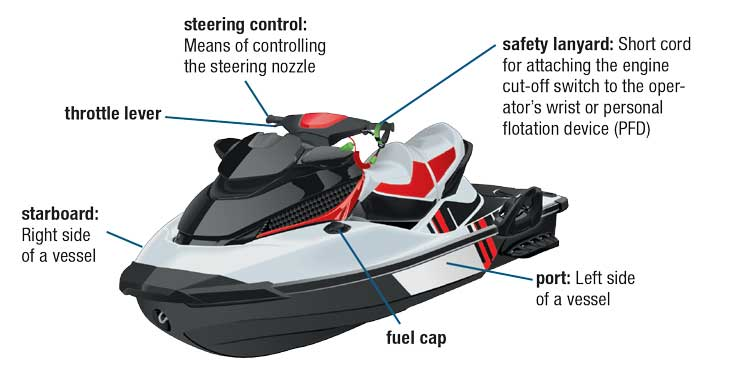 steering control:
Means of controlling
the steering nozzle
safety lanyard: Short cord
for attaching the engine
cut-off switch to the oper-
ator’s wrist or personal
flotation device (PFD)
throttle lever
starboard:
Right side
of a vessel
port: Left side
of a vessel
fuel cap